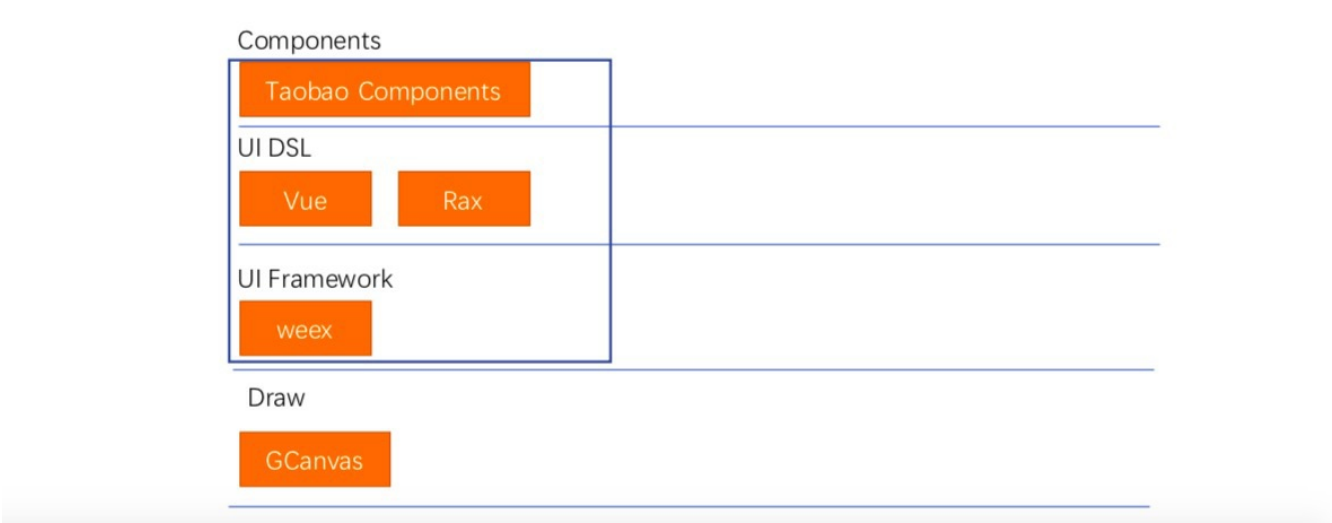 Components
Taobao Components
UI DSL
Vue Rax
UI Framework
weex
Draw
GCanvas